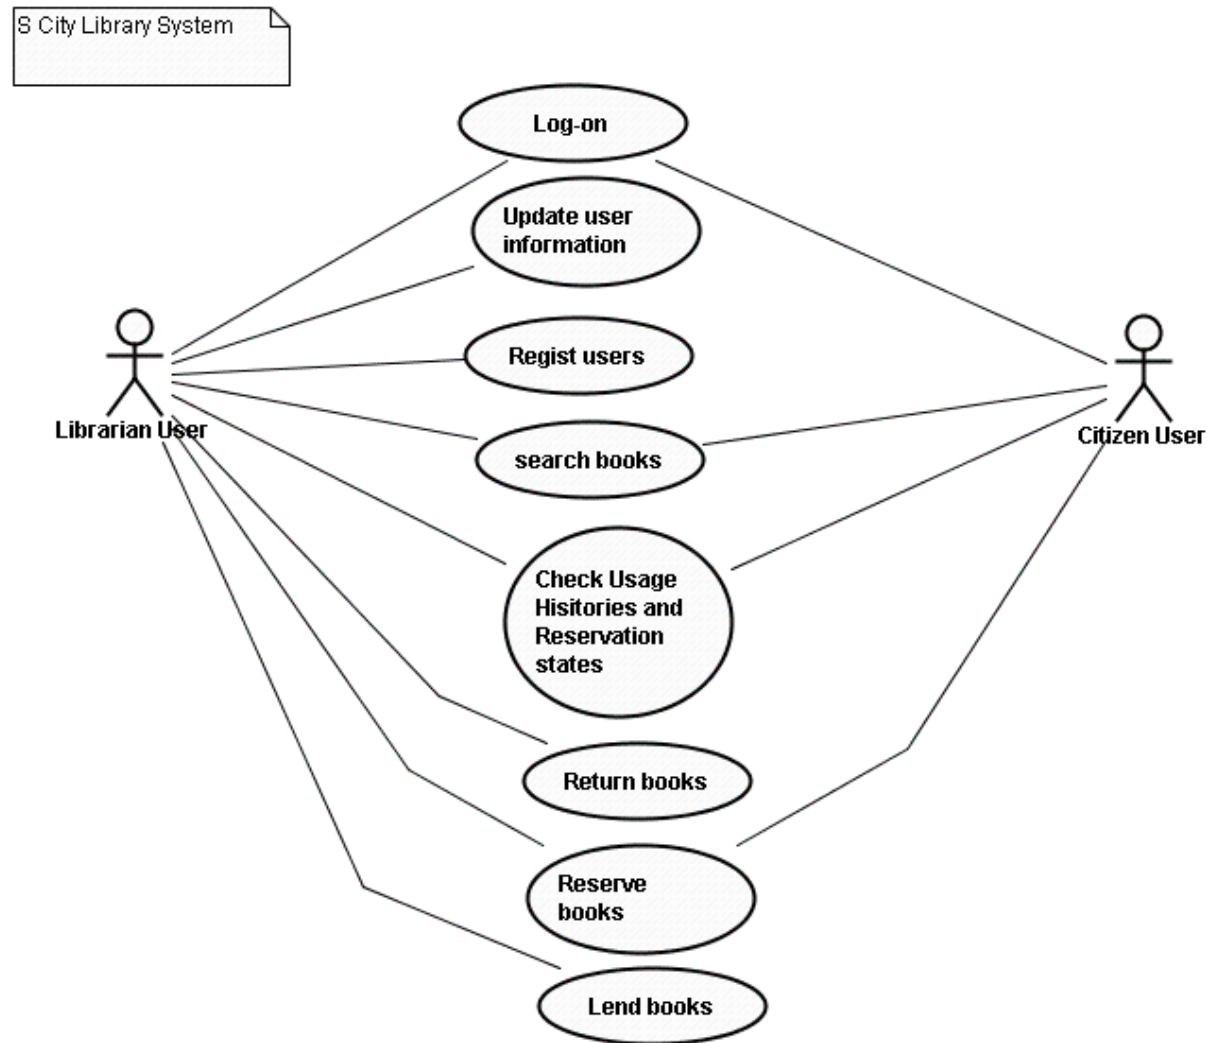 S City Library System
Log-on
Update user
information
Regist users
Librarian User
Citizen User
search books
Check Usage
Hisitories and
Reservation
states
Return books
Reserve
books
Lend books